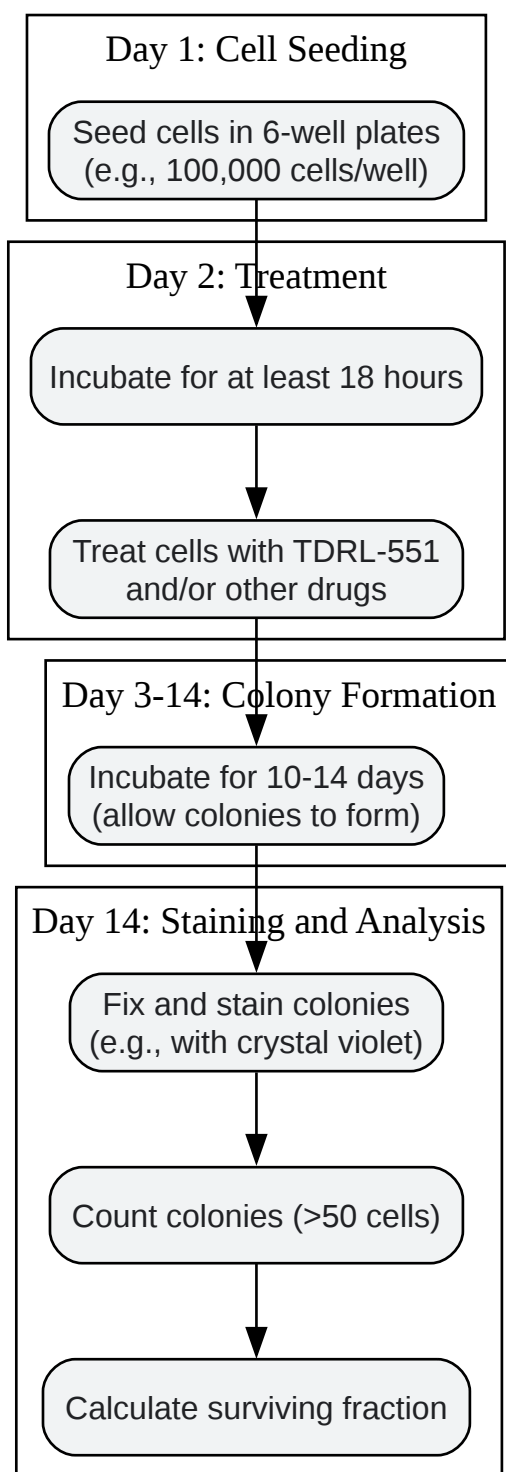 Day 1: Cell Seeding
Seed cells in 6-well plates
(e.g., 100,000 cells/well)
Day 2: Treatment
Incubate for at least 18 hours
Treat cells with TDRL-551
and/or other drugs
Day 3-14: Colony Formation
Incubate for 10-14 days
(allow colonies to form)
Day 14: Staining and Analysis
Fix and stain colonies
(e.g., with crystal violet)
Count colonies (>50 cells)
Calculate surviving fraction